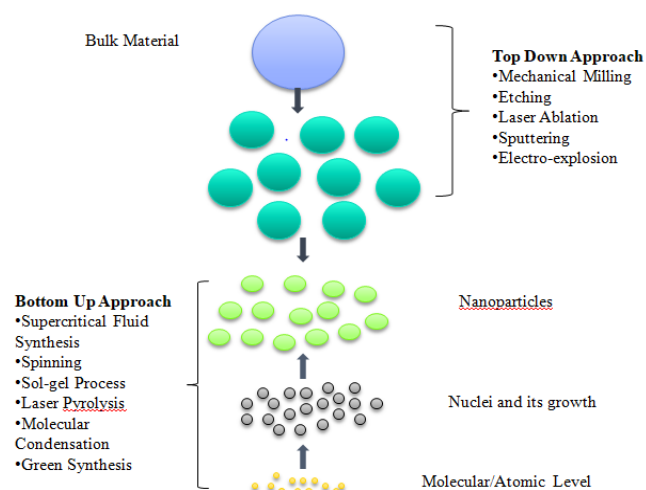 Bulk Material
Top Down Approach
•Mechanical Milling
•Etching
•Laser Ablation
•Sputtering
•Electro-explosion
Bottom Up Approach
•Supercritical Fluid
Synthesis
•Spinning
•Sol-gel Process
•Laser Pyrolysis
•Molecular
Condensation
•Green Synthesis
Nanoparticles
Nuclei and its growth
Molecular/Atomic Level